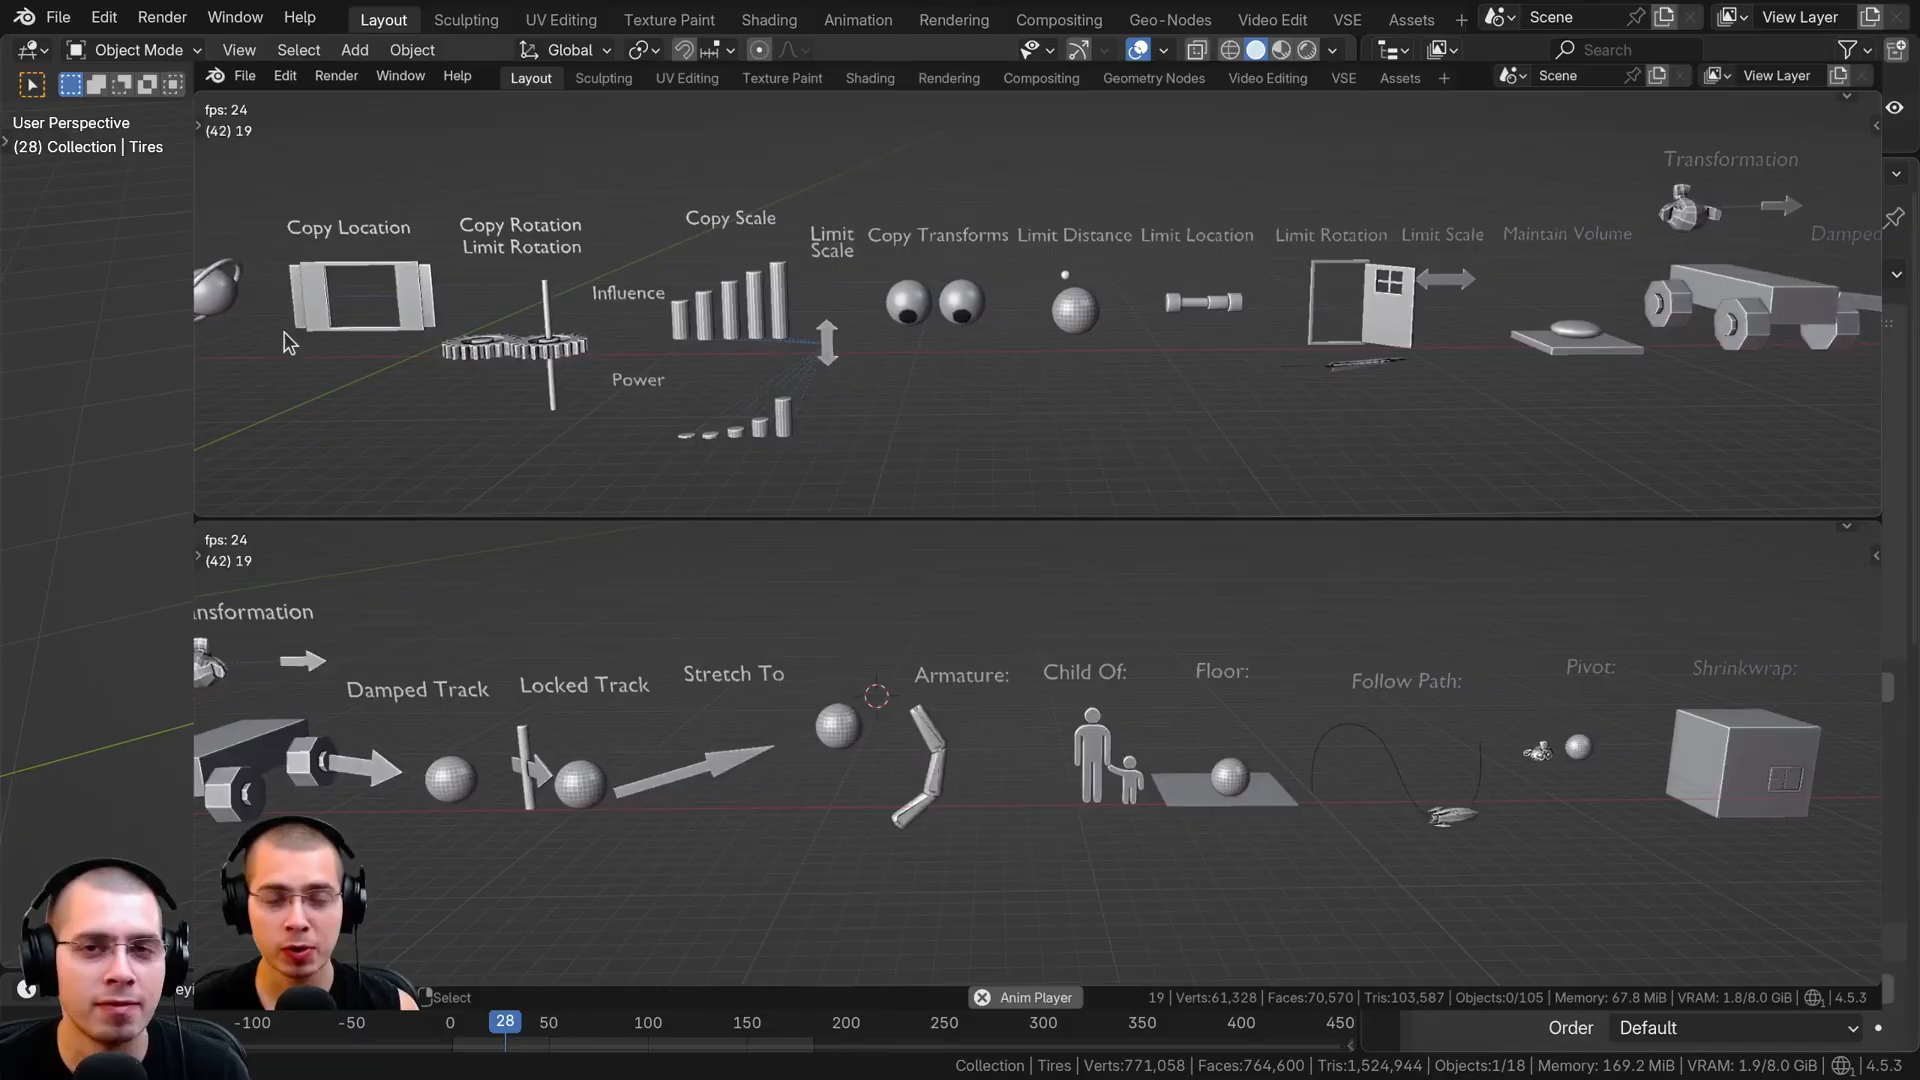 File Edit Render Window Help Layout Sculpting UV Editing Texture Paint Shading Animation Rendering Compositing Geo-Nodes Video Edit VSE Assets + Scene View Layer
Object Mode View Select Add Object Global Search
File Edit Render Window Help Layout Sculpting UV Editing Texture Paint Shading Rendering Compositing Geometry Nodes Video Editing VSE Assets + Scene View Layer
User Perspective
(28) Collection | Tires
fps: 24
(42) 19
Transformation
Copy Location
Copy Rotation
Limit Rotation
Copy Scale
Limit
Scale
Copy Transforms
Limit Distance
Limit Location
Limit Rotation
Limit Scale
Maintain Volume
Damped
Influence
Power
fps: 24
(42) 19
nsformation
Damped Track
Locked Track
Stretch To
Armature:
Child Of:
Floor:
Follow Path:
Pivot:
Shrinkwrap:
Select
Anim Player
19 | Verts:61,328 | Faces:70,570 | Tris:103,587 | Objects:0/105 | Memory: 67.8 MiB | VRAM: 1.8/8.0 GiB | 4.5.3
-100 -50 0 28 50 100 150 200 250 300 350 400 450
Order Default
Collection | Tires | Verts:771,058 | Faces:764,600 | Tris:1,524,944 | Objects:1/18 | Memory: 169.2 MiB | VRAM: 1.9/8.0 GiB | 4.5.3